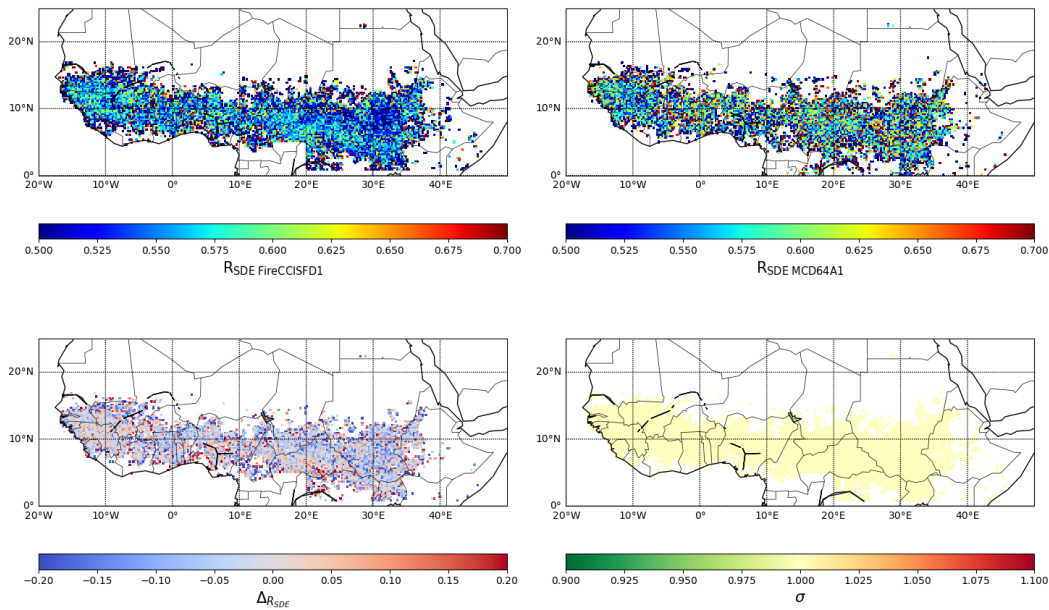 20°N
10°N
0°
20°W 10°W 0° 10°E 20°E 30°E 40°E
0.500 0.525 0.550 0.575 0.600 0.625 0.650 0.675 0.700
R_SDE FireCCISFD1
20°N
10°N
0°
20°W 10°W 0° 10°E 20°E 30°E 40°E
0.500 0.525 0.550 0.575 0.600 0.625 0.650 0.675 0.700
R_SDE MCD64A1
20°N
10°N
0°
20°W 10°W 0° 10°E 20°E 30°E 40°E
−0.20 −0.15 −0.10 −0.05 0.00 0.05 0.10 0.15 0.20
Δ_R_SDE
20°N
10°N
0°
20°W 10°W 0° 10°E 20°E 30°E 40°E
0.900 0.925 0.950 0.975 1.000 1.025 1.050 1.075 1.100
σ